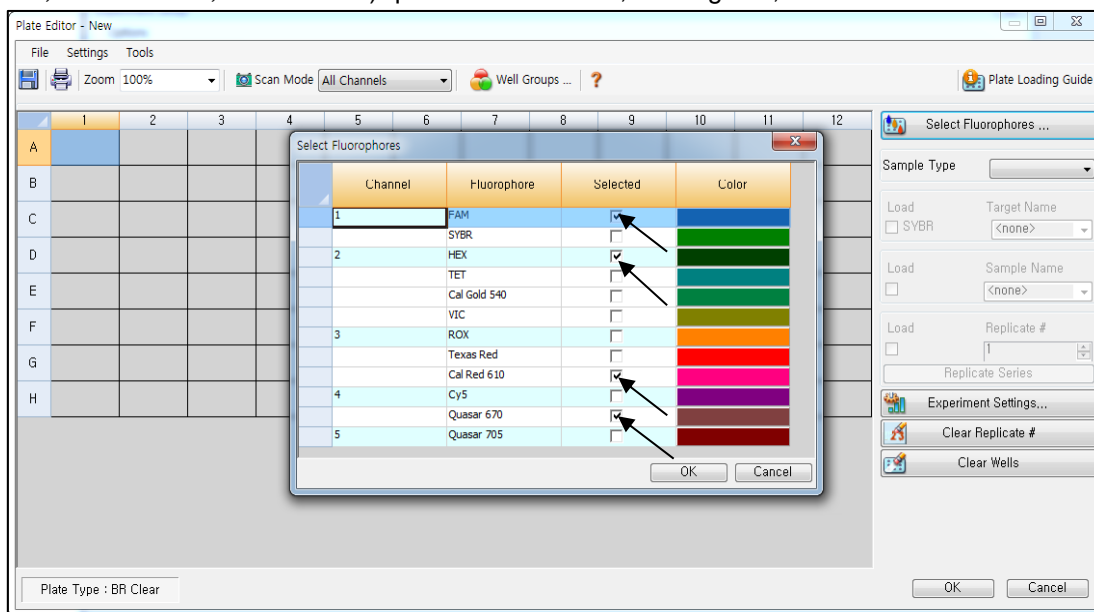 Plate Editor - New
File Settings Tools
Zoom 100% Scan Mode All Channels Well Groups ... ? Plate Loading Guide
1 2 3 4 5 6 7 8 9 10 11 12
A
B
C
D
E
F
G
H
Select Fluorophores
Channel Fluorophore Selected Color
1 FAM
SYBR
2 HEX
TET
Cal Gold 540
VIC
3 ROX
Texas Red
Cal Red 610
4 Cy5
Quasar 670
5 Quasar 705
OK Cancel
Select Fluorophores ...
Sample Type
Load Target Name
SYBR <none>
Load Sample Name
<none>
Load Replicate #
1
Replicate Series
Experiment Settings...
Clear Replicate #
Clear Wells
Plate Type : BR Clear
OK Cancel